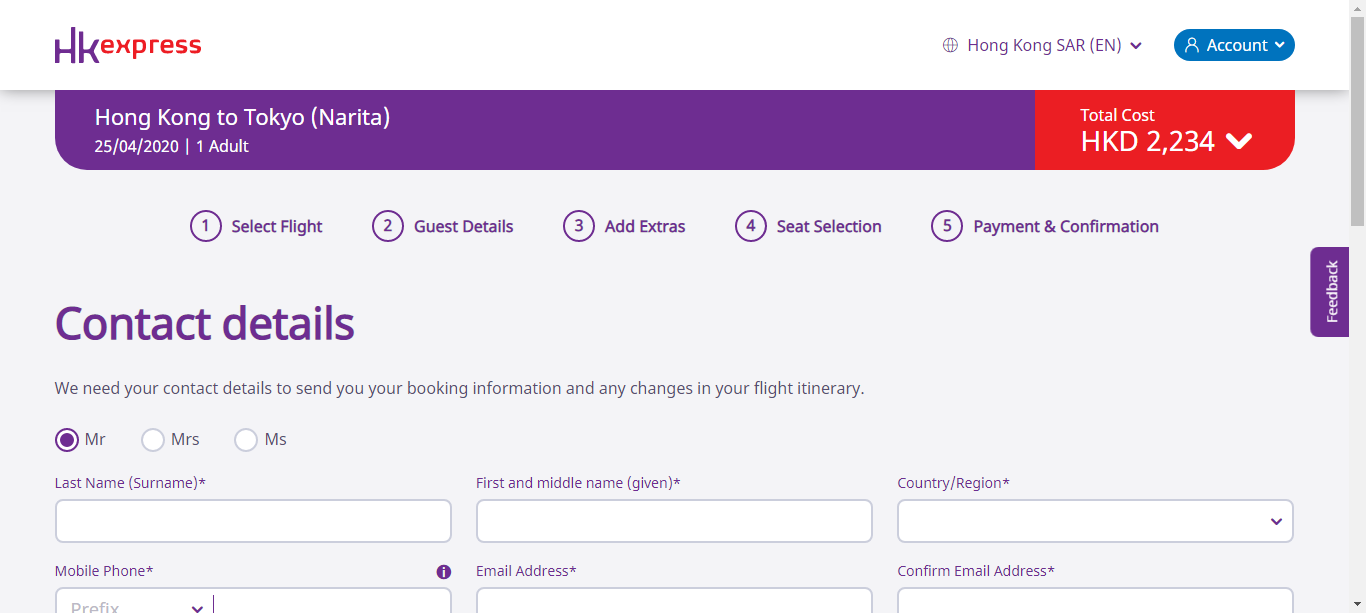 hkexpress
Hong Kong SAR (EN)
Account
Hong Kong to Tokyo (Narita)
25/04/2020 | 1 Adult
Total Cost
HKD 2,234
1 Select Flight
2 Guest Details
3 Add Extras
4 Seat Selection
5 Payment & Confirmation
Feedback
Contact details
We need your contact details to send you your booking information and any changes in your flight itinerary.
Mr
Mrs
Ms
Last Name (Surname)*
First and middle name (given)*
Country/Region*
Mobile Phone*
Email Address*
Confirm Email Address*
Prefix